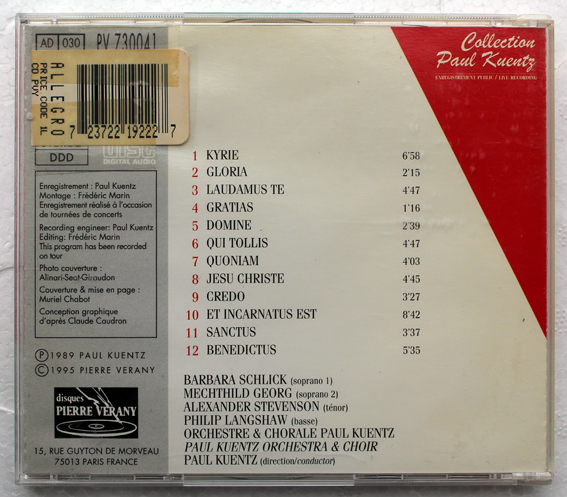 AD 030 PV 730041
ALLEGRO
PRICE CODE 1L
CD PUY
7 23722 19222 7
DISC
DIGITAL AUDIO
DDD
Enregistrement : Paul Kuentz
Montage : Frédéric Marin
Enregistrement réalisé à l'occasion
de tournées de concerts
Recording engineer: Paul Kuentz
Editing: Frédéric Marin
This program has been recorded
on tour
Photo couverture :
Alinari-Seat-Giraudon
Couverture & mise en page :
Muriel Chabot
Conception graphique
d'après Claude Caudron
Ⓟ 1989 PAUL KUENTZ
© 1995 PIERRE VERANY
disques
PIERRE VERANY
15, RUE GUYTON DE MORVEAU
75013 PARIS FRANCE
Collection
Paul Kuentz
ENREGISTREMENT PUBLIC / LIVE RECORDING
1 KYRIE 6'58
2 GLORIA 2'15
3 LAUDAMUS TE 4'47
4 GRATIAS 1'16
5 DOMINE 2'39
6 QUI TOLLIS 4'47
7 QUONIAM 4'03
8 JESU CHRISTE 4'45
9 CREDO 3'27
10 ET INCARNATUS EST 8'42
11 SANCTUS 3'37
12 BENEDICTUS 5'35
BARBARA SCHLICK (soprano 1)
MECHTHILD GEORG (soprano 2)
ALEXANDER STEVENSON (ténor)
PHILIP LANGSHAW (basse)
ORCHESTRE & CHORALE PAUL KUENTZ
PAUL KUENTZ ORCHESTRA & CHOIR
PAUL KUENTZ (direction/conductor)